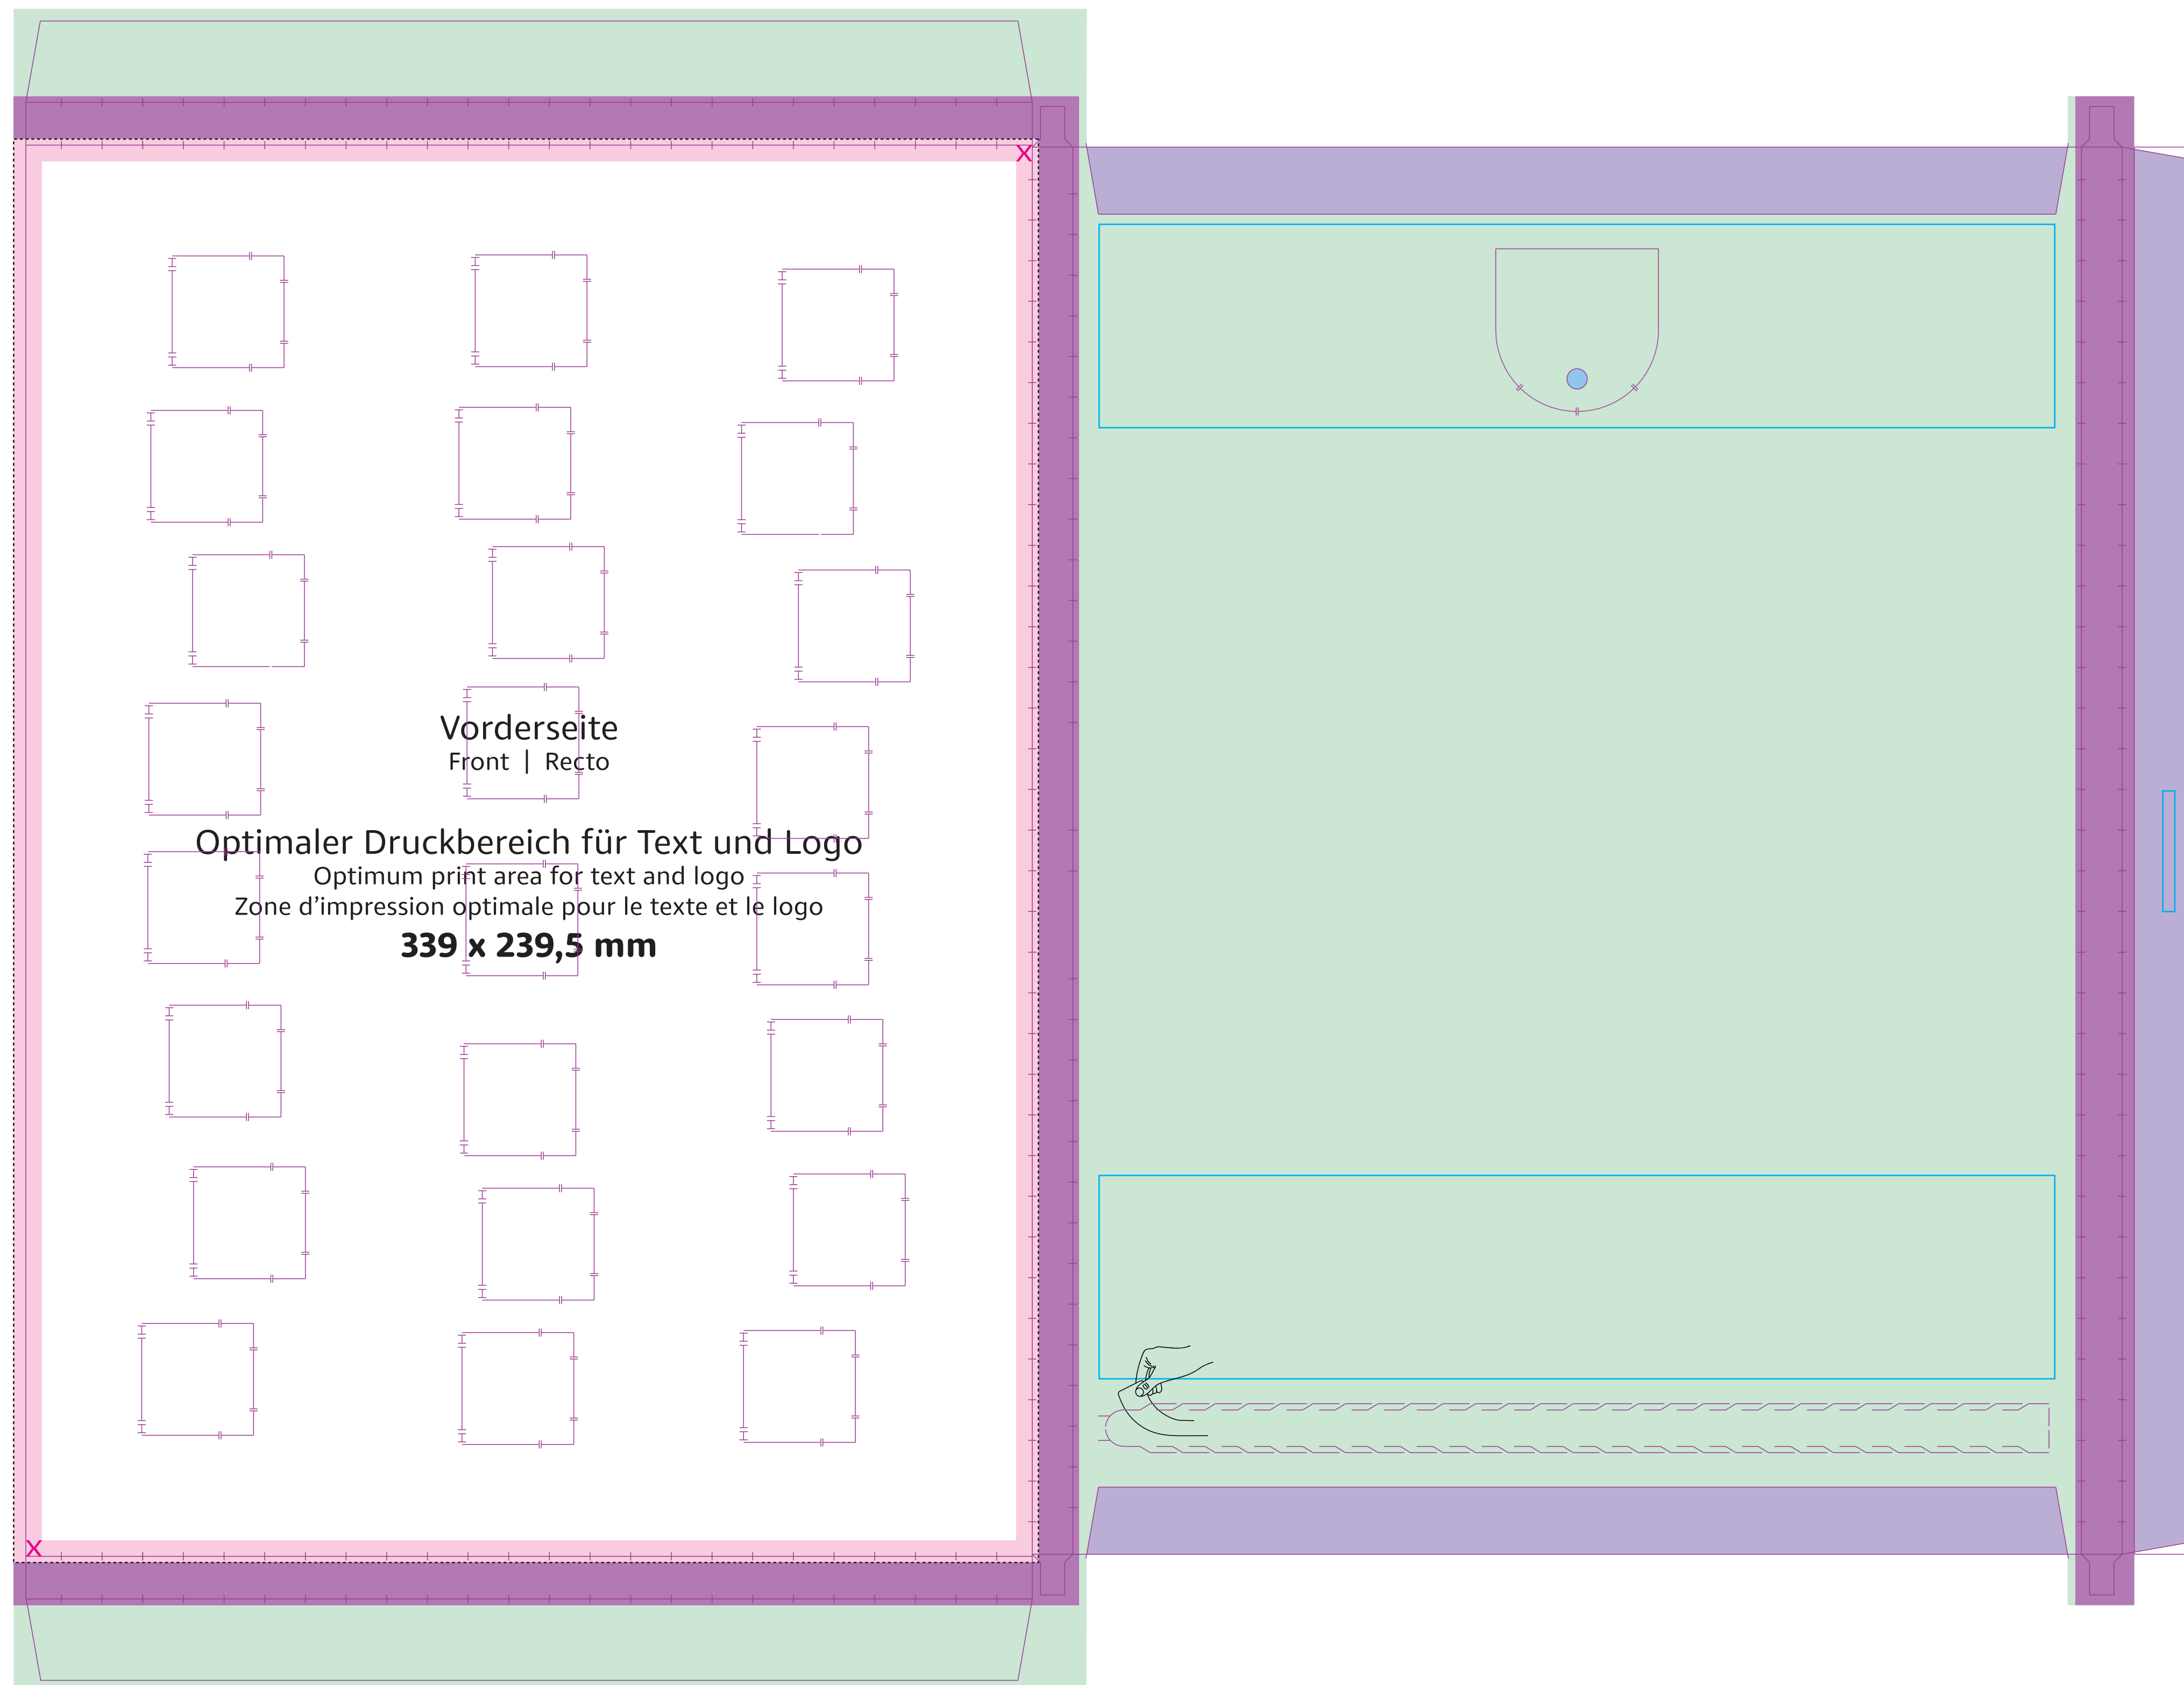 X
Vorderseite
Front | Recto
Optimaler Druckbereich für Text und Logo
Optimum print area for text and logo
Zone d’impression optimale pour le texte et le logo
339 x 239,5 mm
X